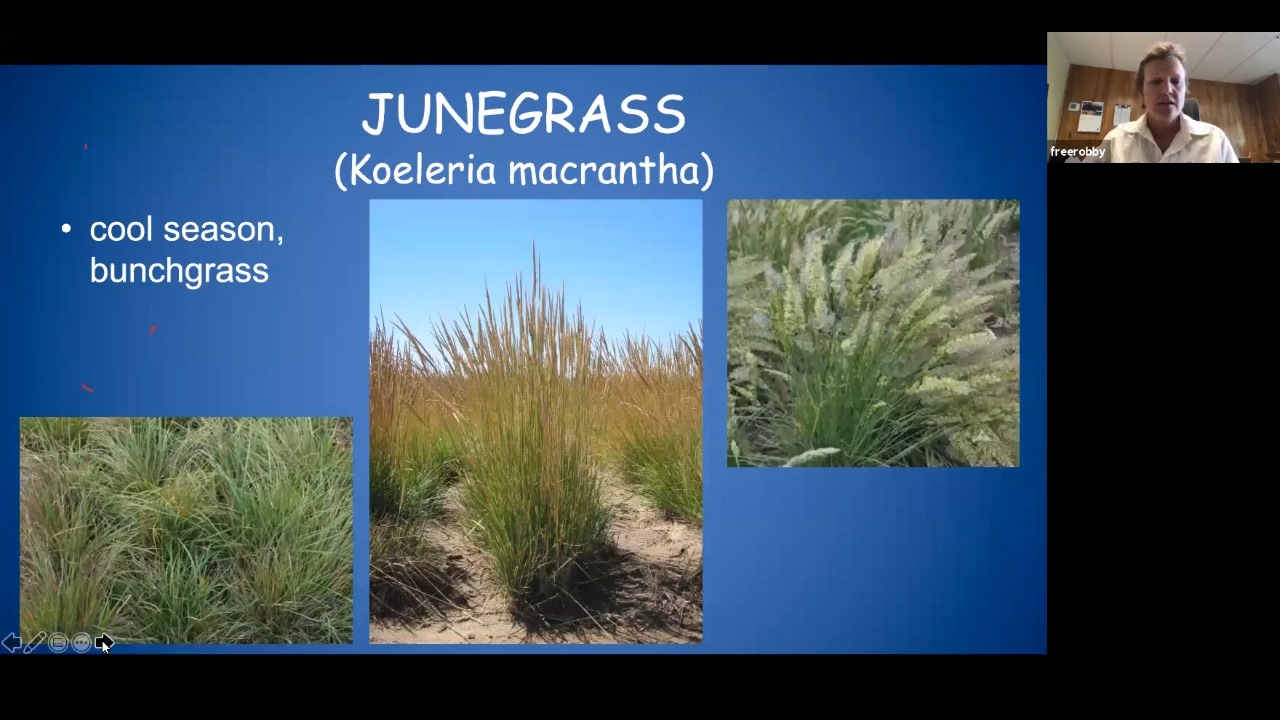 JUNEGRASS
(Koeleria macrantha)
• cool season,
bunchgrass
freerobby